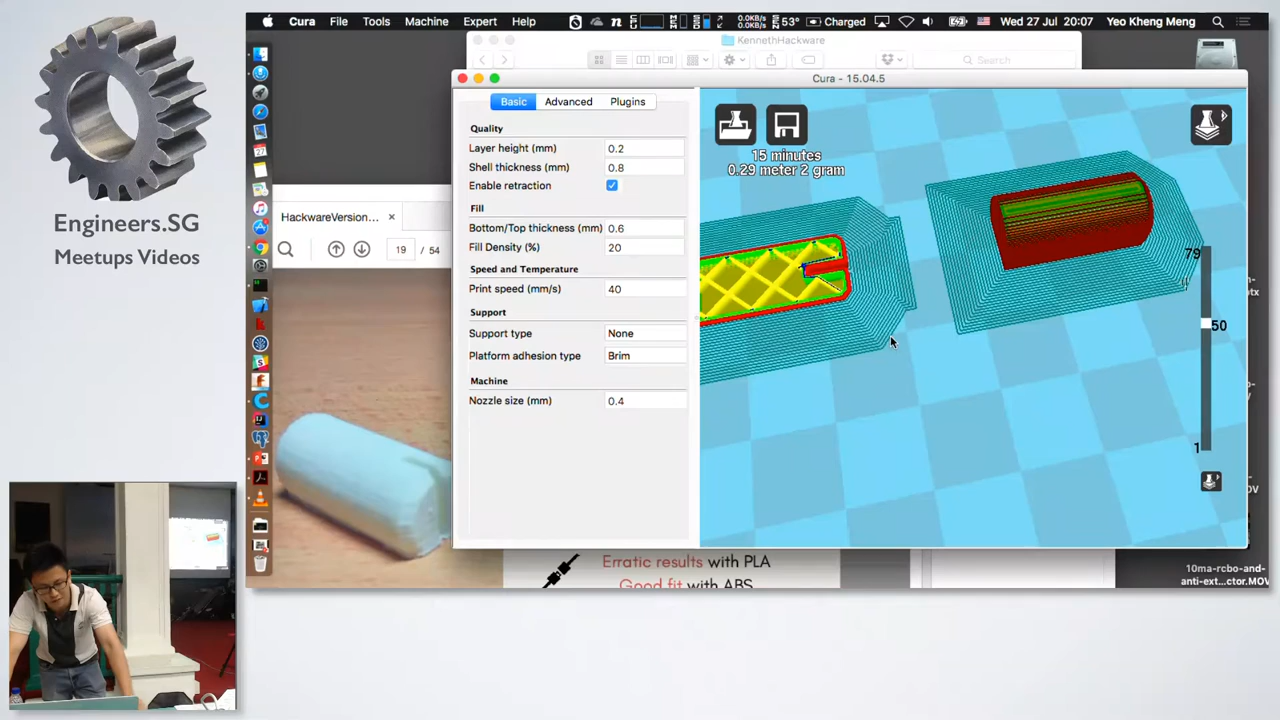 Engineers.SG
Meetups Videos
Cura File Tools Machine Expert Help
0.0KB/s
0.0KB/s
53° Charged
Wed 27 Jul 20:07 Yeo Kheng Meng
KennethHackware
Search
Cura - 15.04.5
Basic Advanced Plugins
Quality
Layer height (mm) 0.2
Shell thickness (mm) 0.8
Enable retraction
Fill
Bottom/Top thickness (mm) 0.6
Fill Density (%) 20
Speed and Temperature
Print speed (mm/s) 40
Support
Support type None
Platform adhesion type Brim
Machine
Nozzle size (mm) 0.4
15 minutes
0.29 meter 2 gram
79
50
1
HackwareVersion...
19 / 54
Erratic results with PLA
Good fit with ABS
10ma-rcbo-and-
anti-ext...ctor.MOV